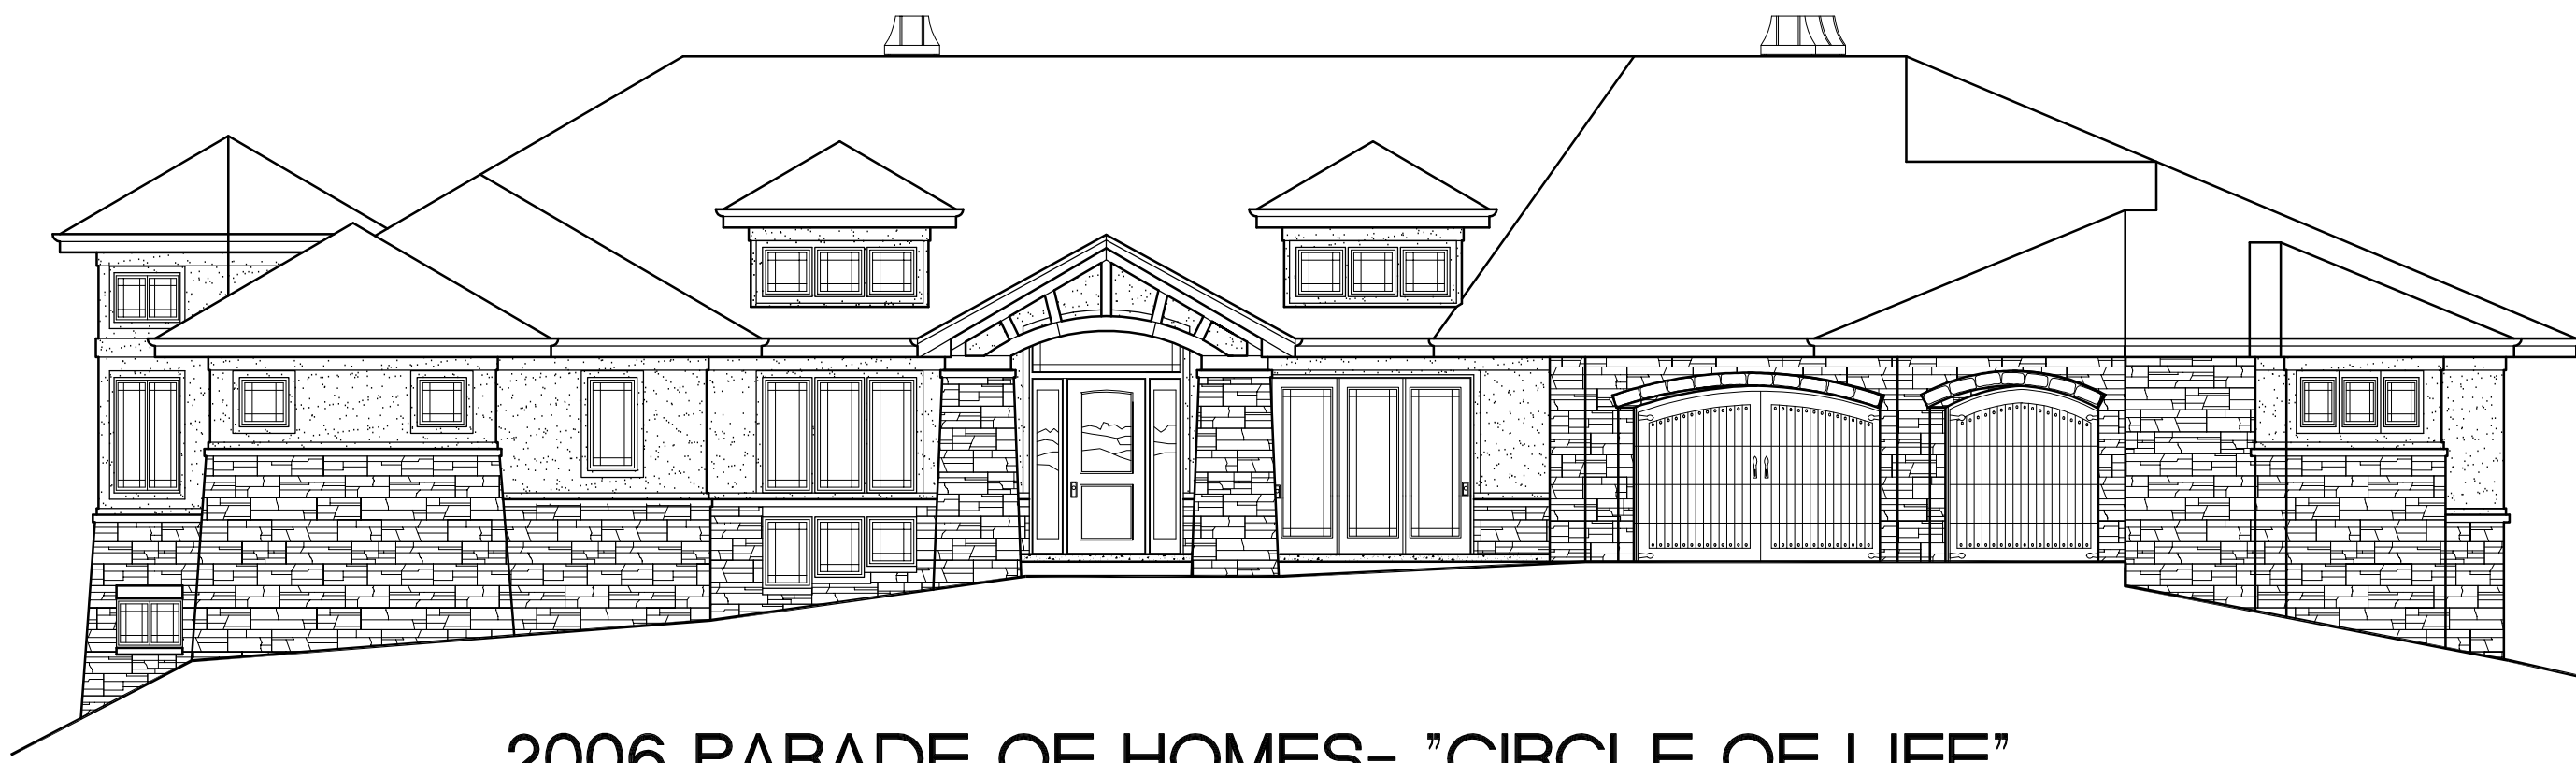 2006 PARADE OF HOMES- "CIRCLE OF LIFE"